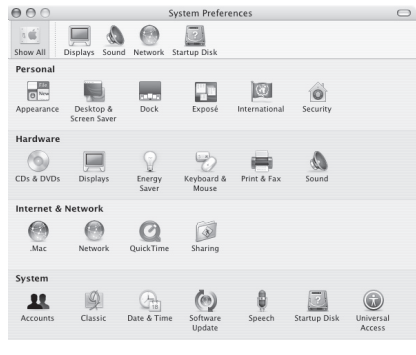 System Preferences
Show All Displays Sound Network Startup Disk
Personal
Appearance Desktop & Screen Saver Dock Exposé International Security
Hardware
CDs & DVDs Displays Energy Saver Keyboard & Mouse Print & Fax Sound
Internet & Network
.Mac Network QuickTime Sharing
System
Accounts Classic Date & Time Software Update Speech Startup Disk Universal Access